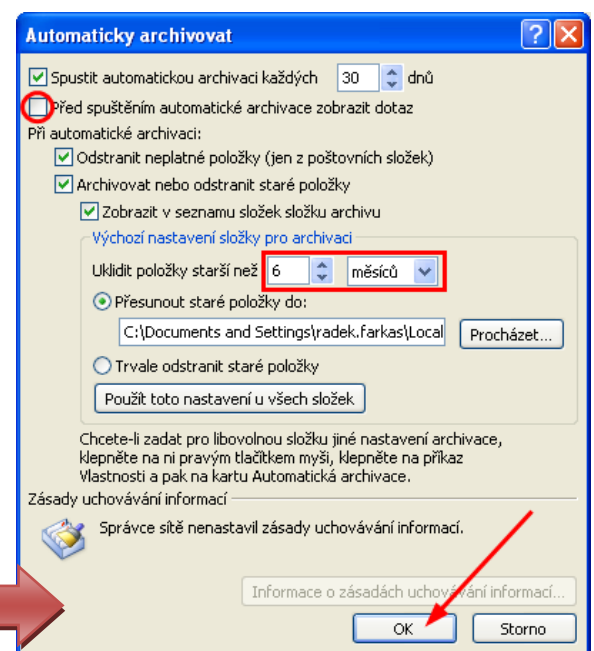 Automaticky archivovat
Spustit automatickou archivaci každých 30 dnů
Před spuštěním automatické archivace zobrazit dotaz
Při automatické archivaci:
Odstranit neplatné položky (jen z poštovních složek)
Archivovat nebo odstranit staré položky
Zobrazit v seznamu složek složku archivu
Výchozí nastavení složky pro archivaci
Uklidit položky starší než 6 měsíců
Přesunout staré položky do:
C:\Documents and Settings\radek.farkas\Local Procházet...
Trvale odstranit staré položky
Použít toto nastavení u všech složek
Chcete-li zadat pro libovolnou složku jiné nastavení archivace,
klepněte na ni pravým tlačítkem myši, klepněte na příkaz
Vlastnosti a pak na kartu Automatická archivace.
Zásady uchovávání informací
Správce sítě nenastavil zásady uchovávání informací.
Informace o zásadách uchovávání informací...
OK Storno